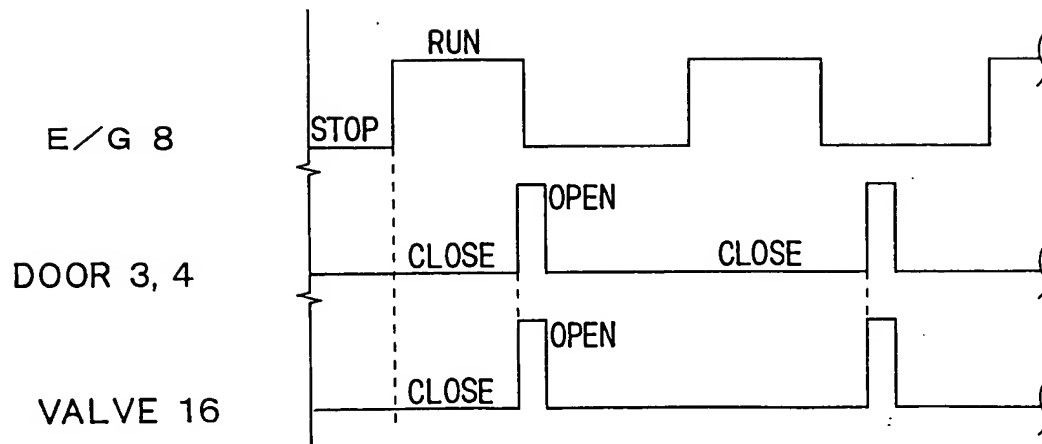 RUN
STOP
E/G 8
OPEN
CLOSE
CLOSE
DOOR 3, 4
OPEN
CLOSE
VALVE 16